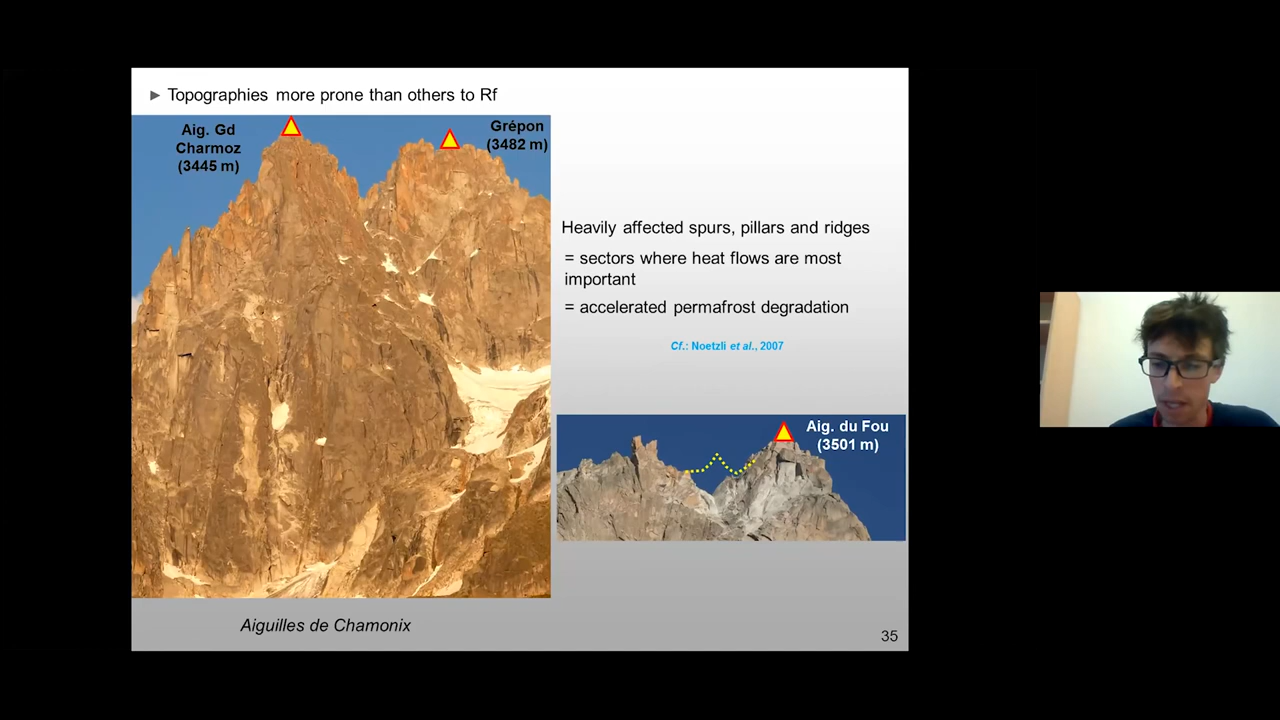 ► Topographies more prone than others to Rf
Aig. Gd
Charmoz
(3445 m)
Grépon
(3482 m)
Heavily affected spurs, pillars and ridges
= sectors where heat flows are most
important
= accelerated permafrost degradation
Cf.: Noetzli et al., 2007
Aig. du Fou
(3501 m)
Aiguilles de Chamonix
35